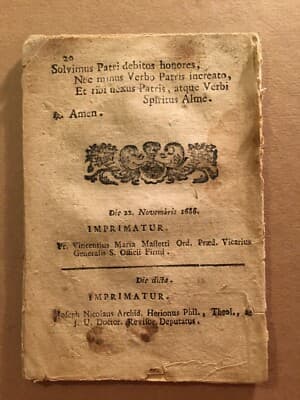 20
Solvimus Patri debitos honores,
Nec minus Verbo Patris increato,
Et tibi nexus Patris, atque Verbi
Spiritus Alme.
Amen.
Die 22. Novembris
IMPRIMATUR.
Fr. Vincentius Maria Masletti Ord. Præd. Vicarius
Generalis S. Officii Firmi.
Die dicta.
IMPRIMATUR.
Joseph Nicolaus Archid. Herionus Phil., Theol., &
J. U. Doctor. Revisor Deputatus.